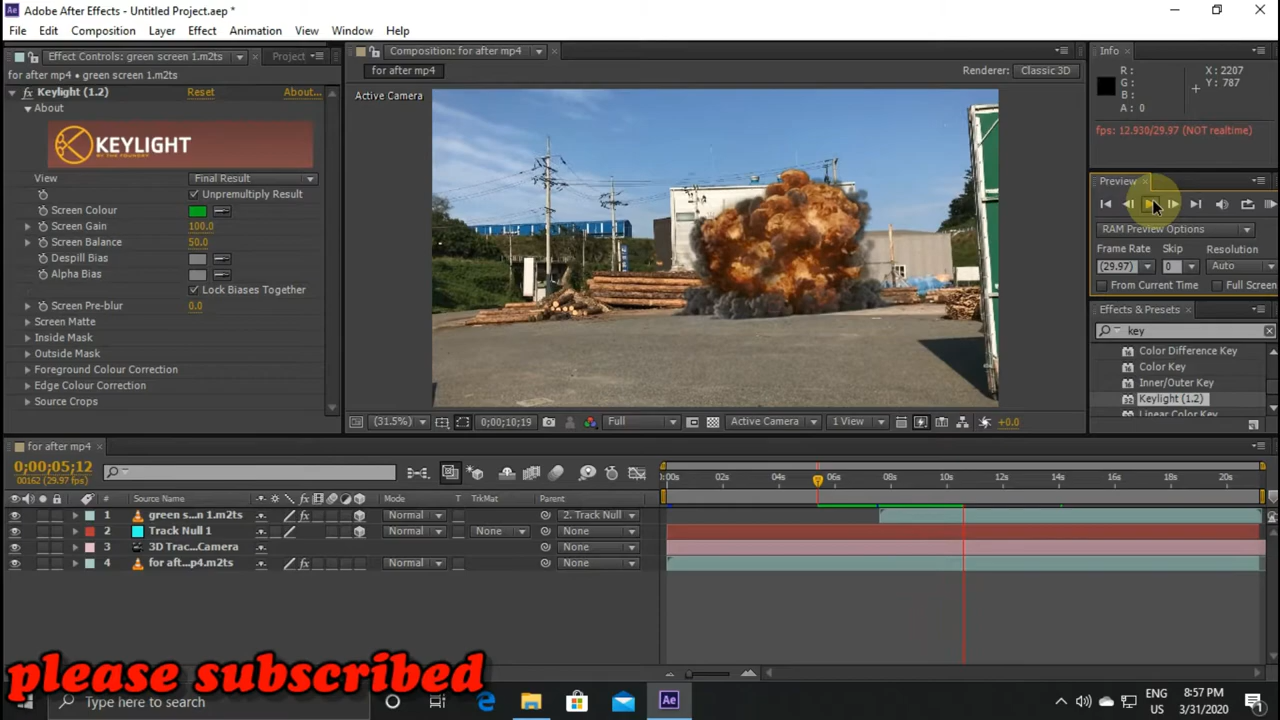 Adobe After Effects - Untitled Project.aep *
File Edit Composition Layer Effect Animation View Window Help
Effect Controls: green screen 1.m2ts
Project
for after mp4 • green screen 1.m2ts
fx Keylight (1.2) Reset About...
About
KEYLIGHT
BY THE FOUNDRY
View Final Result
Unpremultiply Result
Screen Colour
Screen Gain 100.0
Screen Balance 50.0
Despill Bias
Alpha Bias
Lock Biases Together
Screen Pre-blur 0.0
Screen Matte
Inside Mask
Outside Mask
Foreground Colour Correction
Edge Colour Correction
Source Crops
Composition: for after mp4
for after mp4
Renderer: Classic 3D
Active Camera
(31.5%) 0;00;10;19 Full Active Camera 1 View +0.0
Info
R: X: 2207
G: Y: 787
B:
A: 0
fps: 12.930/29.97 (NOT realtime)
Preview
RAM Preview Options
Frame Rate Skip Resolution
(29.97) 0 Auto
From Current Time Full Screen
Effects & Presets
key
Color Difference Key
Color Key
Inner/Outer Key
Keylight (1.2)
Linear Color Key
for after mp4
0;00;05;12
00162 (29.97 fps)
# Source Name Mode T TrkMat Parent
1 green s...n 1.m2ts fx Normal 2. Track Null
2 Track Null 1 Normal None None
3 3D Trac...Camera None
4 for aft...p4.m2ts fx Normal None
:00s 02s 04s 06s 08s 10s 12s 14s 16s 18s 20s
please subscribed
Type here to search
Ae
ENG
US
8:57 PM
3/31/2020
1